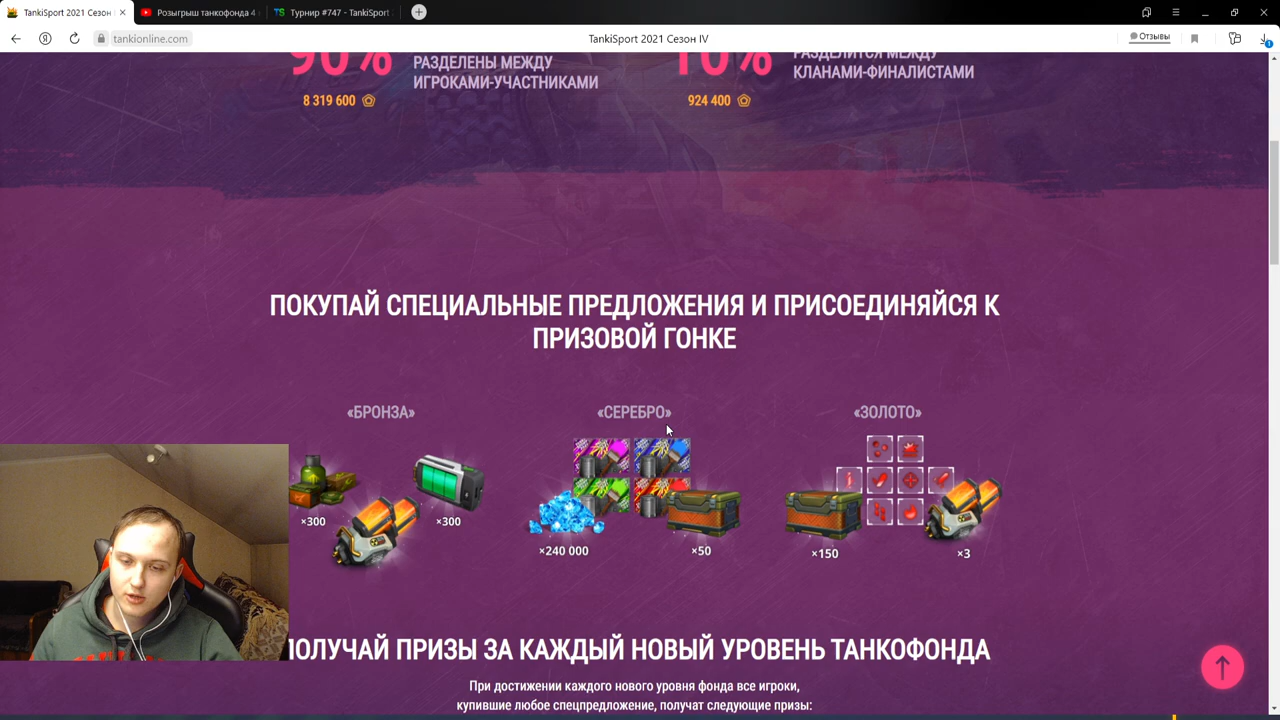 TankiSport 2021 Сезон
Розыгрыш танкофонда 4
TS Турнир #747 - TankiSport
tankionline.com
TankiSport 2021 Сезон IV
Отзывы
1
90%
РАЗДЕЛЕНЫ МЕЖДУ
ИГРОКАМИ-УЧАСТНИКАМИ
8 319 600
10%
РАЗДЕЛИТСЯ МЕЖДУ
КЛАНАМИ-ФИНАЛИСТАМИ
924 400
ПОКУПАЙ СПЕЦИАЛЬНЫЕ ПРЕДЛОЖЕНИЯ И ПРИСОЕДИНЯЙСЯ К
ПРИЗОВОЙ ГОНКЕ
«БРОНЗА»
«СЕРЕБРО»
«ЗОЛОТО»
×300
×300
×240 000
×50
×150
×3
ПОЛУЧАЙ ПРИЗЫ ЗА КАЖДЫЙ НОВЫЙ УРОВЕНЬ ТАНКОФОНДА
При достижении каждого нового уровня фонда все игроки,
купившие любое спецпредложение, получат следующие призы: